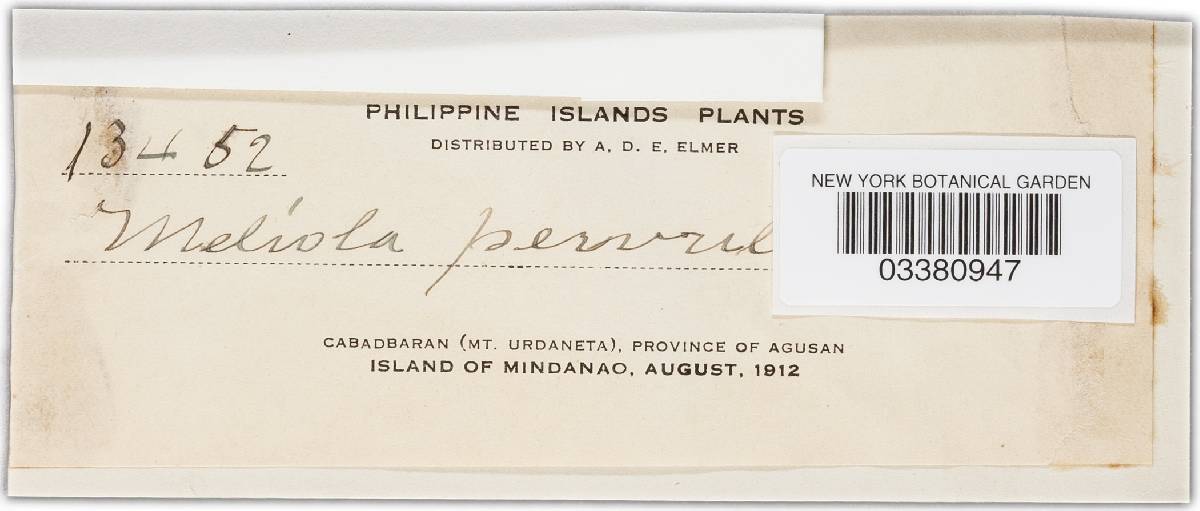 PHILIPPINE ISLANDS PLANTS
DISTRIBUTED BY A. D. E. ELMER
13452
Meliola
NEW YORK BOTANICAL GARDEN
03380947
CABADBARAN (MT. URDANETA), PROVINCE OF AGUSAN
ISLAND OF MINDANAO, AUGUST, 1912